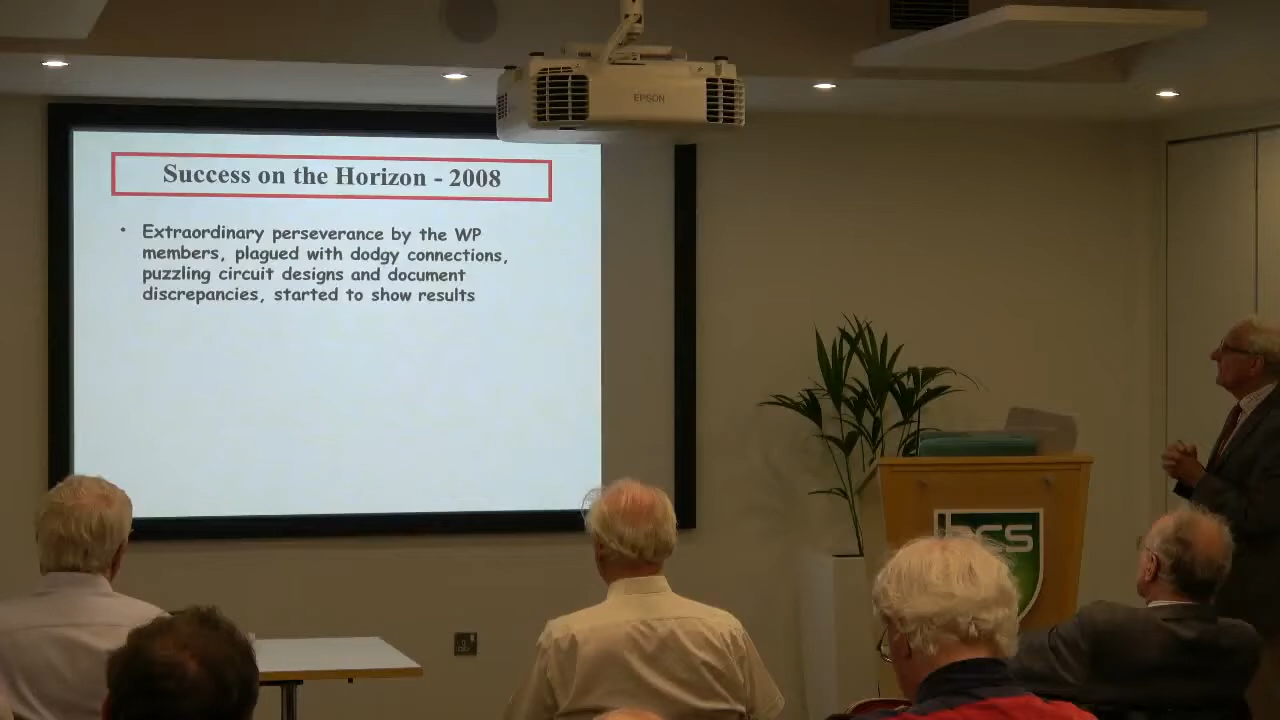 EPSON
Success on the Horizon - 2008
• Extraordinary perseverance by the WP
members, plagued with dodgy connections,
puzzling circuit designs and document
discrepancies, started to show results
BCS